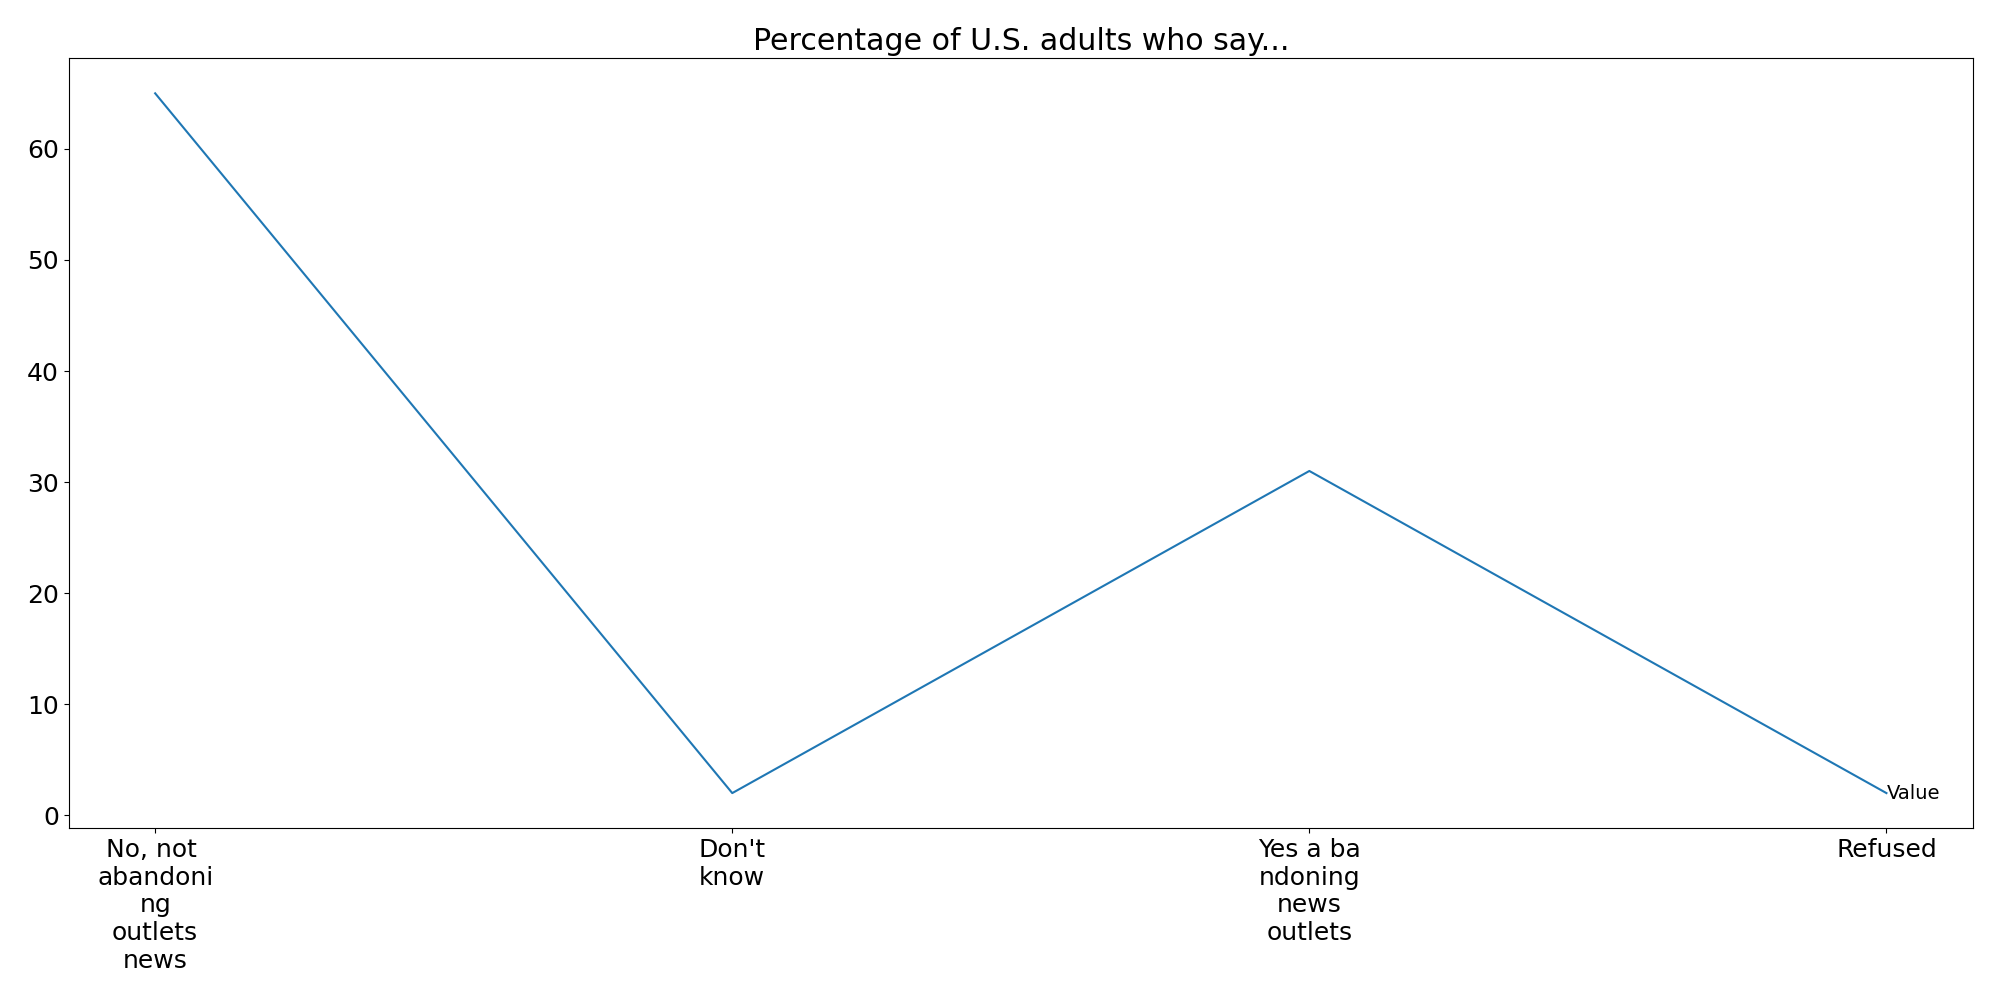 Percentage of U.S. adults who say...
60
50
40
30
20
10
0
Value
No, not
abandoni
ng
outlets
news
Don't
know
Yes a ba
ndoning
news
outlets
Refused